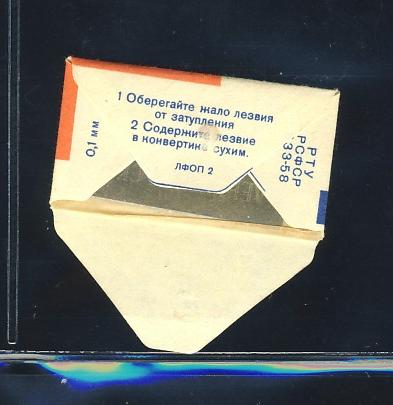 1 Оберегайте жало лезвия
от затупления
2 Содержите лезвие
в конвертике сухим.
ЛФОП 2
0,1 мм
РТУ
РСФСР
33-58